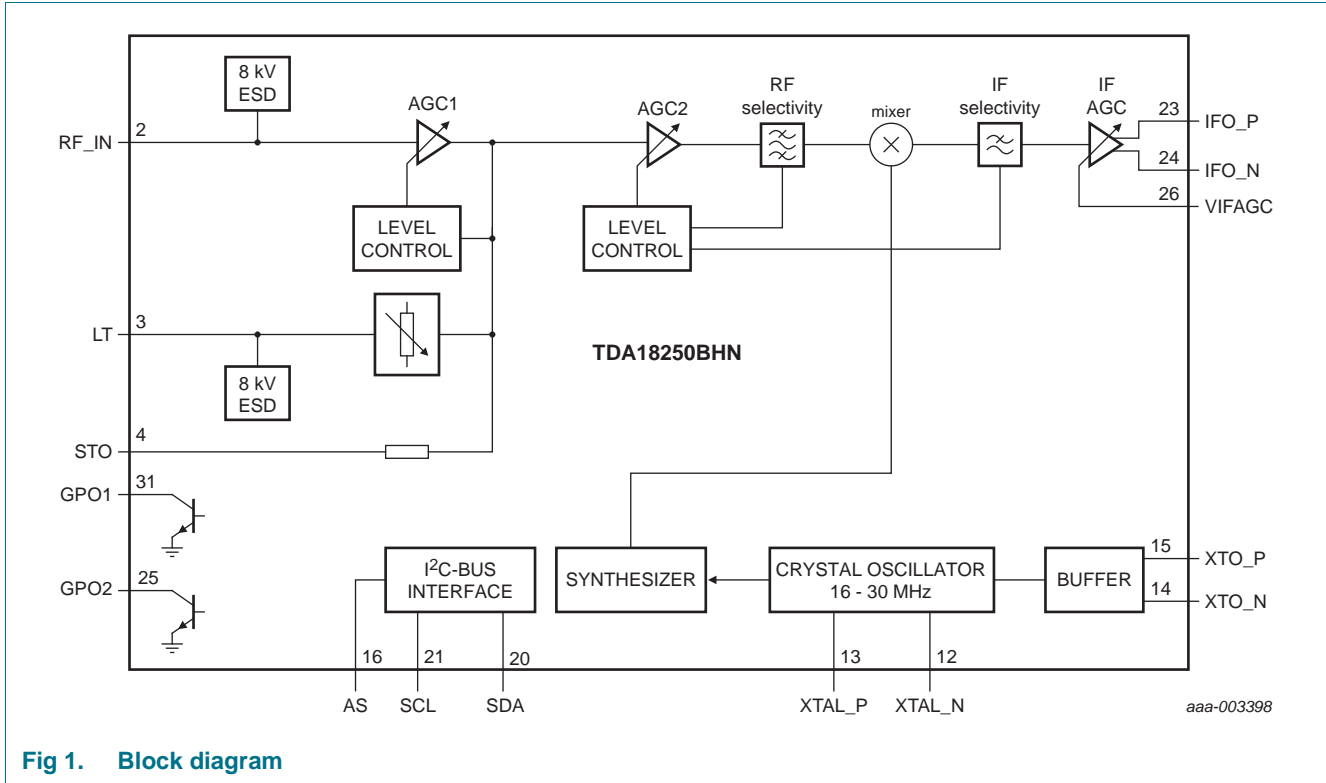 8 kV
ESD
AGC1
AGC2
RF
selectivity
mixer
IF
selectivity
IF
AGC
23
IFO_P
RF_IN
2
24
IFO_N
26
VIFAGC
LEVEL
CONTROL
LEVEL
CONTROL
LT
3
TDA18250BHN
8 kV
ESD
STO
4
GPO1
31
GPO2
25
I2C-BUS
INTERFACE
SYNTHESIZER
CRYSTAL OSCILLATOR
16 - 30 MHz
BUFFER
15
XTO_P
14
XTO_N
16
21
20
13
12
AS
SCL
SDA
XTAL_P
XTAL_N
aaa-003398
Fig 1. Block diagram